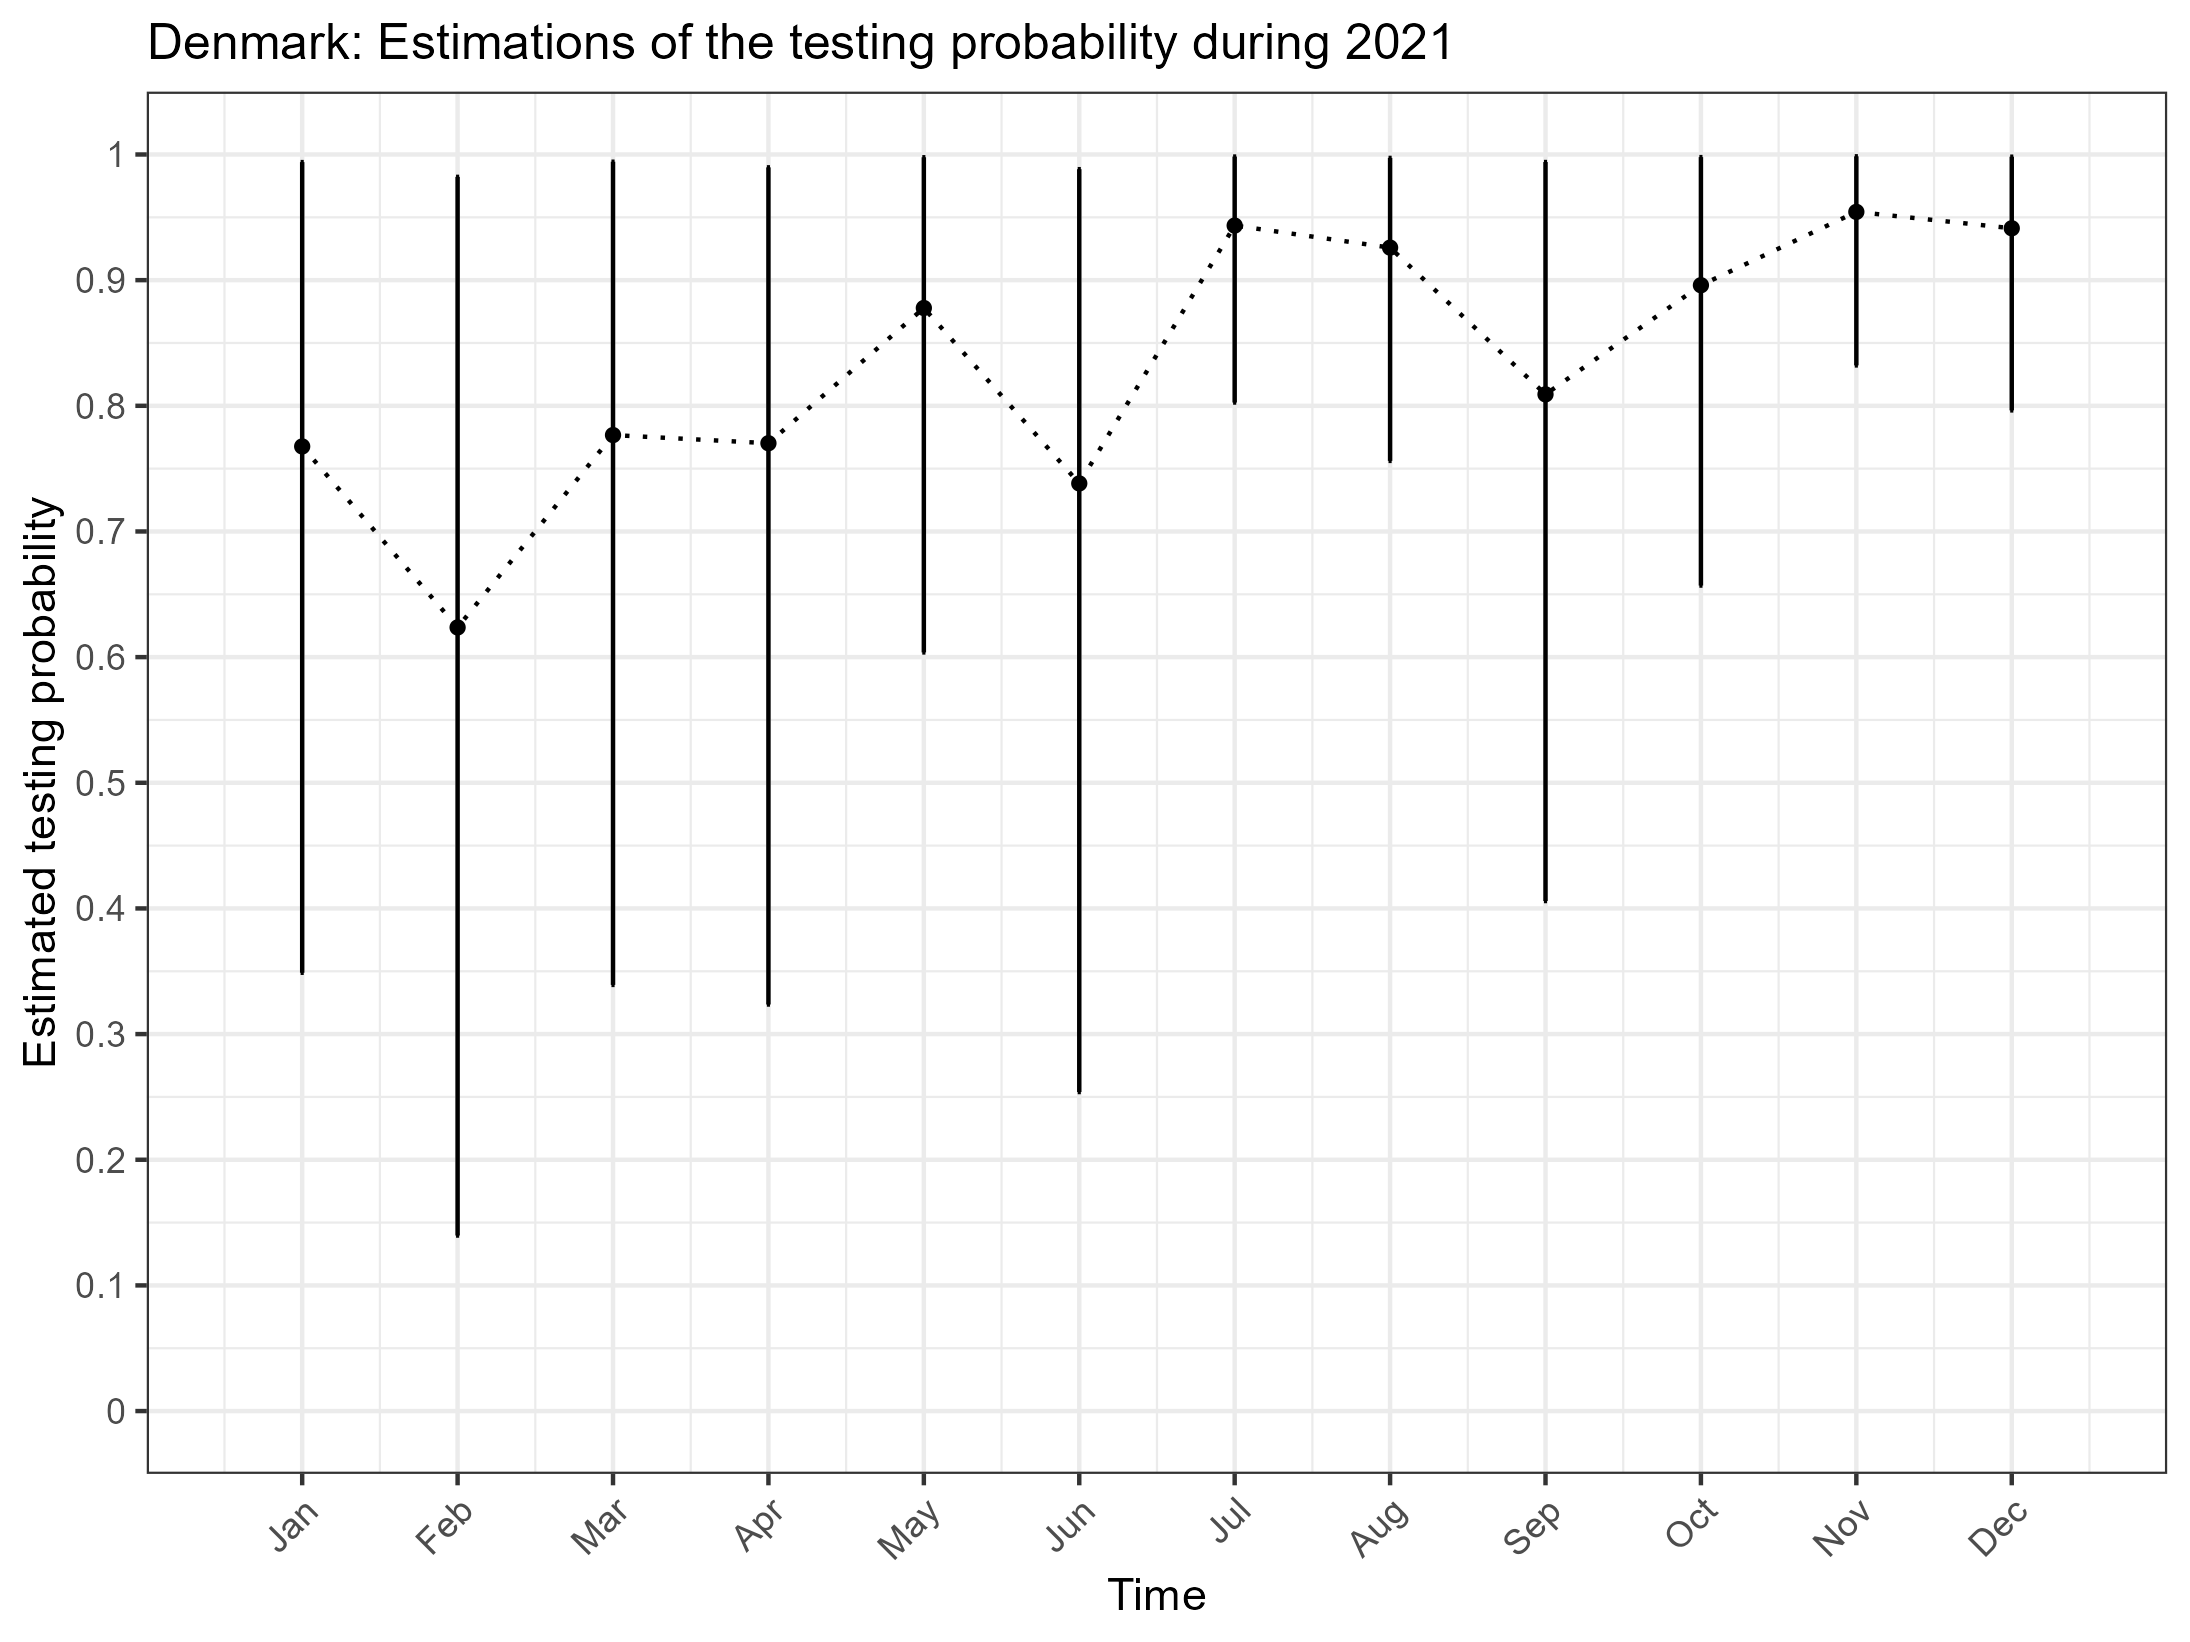 Denmark: Estimations of the testing probability during 2021
Estimated testing probability
1
0.9
0.8
0.7
0.6
0.5
0.4
0.3
0.2
0.1
0
Jan
Feb
Mar
Apr
May
Jun
Jul
Aug
Sep
Oct
Nov
Dec
Time